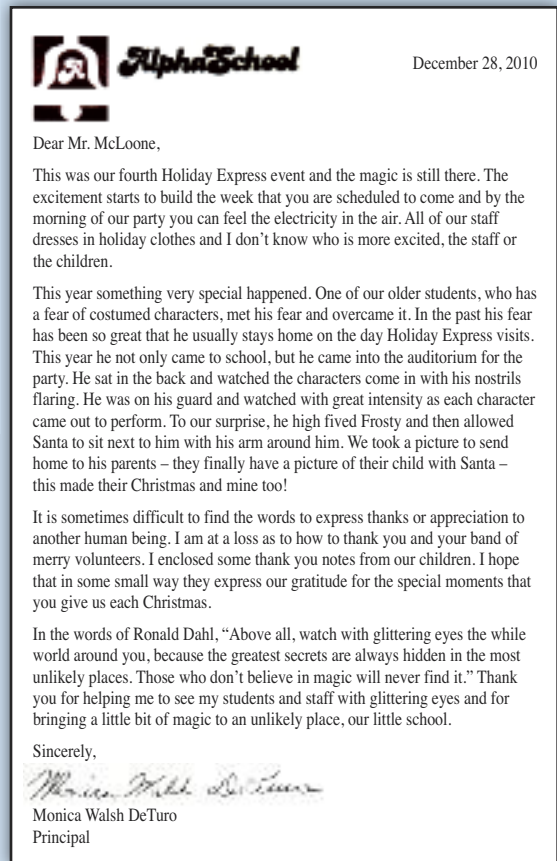 AlphaSchool
December 28, 2010
Dear Mr. McLoone,
This was our fourth Holiday Express event and the magic is still there. The
excitement starts to build the week that you are scheduled to come and by the
morning of our party you can feel the electricity in the air. All of our staff
dresses in holiday clothes and I don’t know who is more excited, the staff or
the children.
This year something very special happened. One of our older students, who has
a fear of costumed characters, met his fear and overcame it. In the past his fear
has been so great that he usually stays home on the day Holiday Express visits.
This year he not only came to school, but he came into the auditorium for the
party. He sat in the back and watched the characters come in with his nostrils
flaring. He was on his guard and watched with great intensity as each character
came out to perform. To our surprise, he high fived Frosty and then allowed
Santa to sit next to him with his arm around him. We took a picture to send
home to his parents – they finally have a picture of their child with Santa –
this made their Christmas and mine too!
It is sometimes difficult to find the words to express thanks or appreciation to
another human being. I am at a loss as to how to thank you and your band of
merry volunteers. I enclosed some thank you notes from our children. I hope
that in some small way they express our gratitude for the special moments that
you give us each Christmas.
In the words of Ronald Dahl, “Above all, watch with glittering eyes the while
world around you, because the greatest secrets are always hidden in the most
unlikely places. Those who don’t believe in magic will never find it.” Thank
you for helping me to see my students and staff with glittering eyes and for
bringing a little bit of magic to an unlikely place, our little school.
Sincerely,
Monica Walsh DeTuro
Monica Walsh DeTuro
Principal